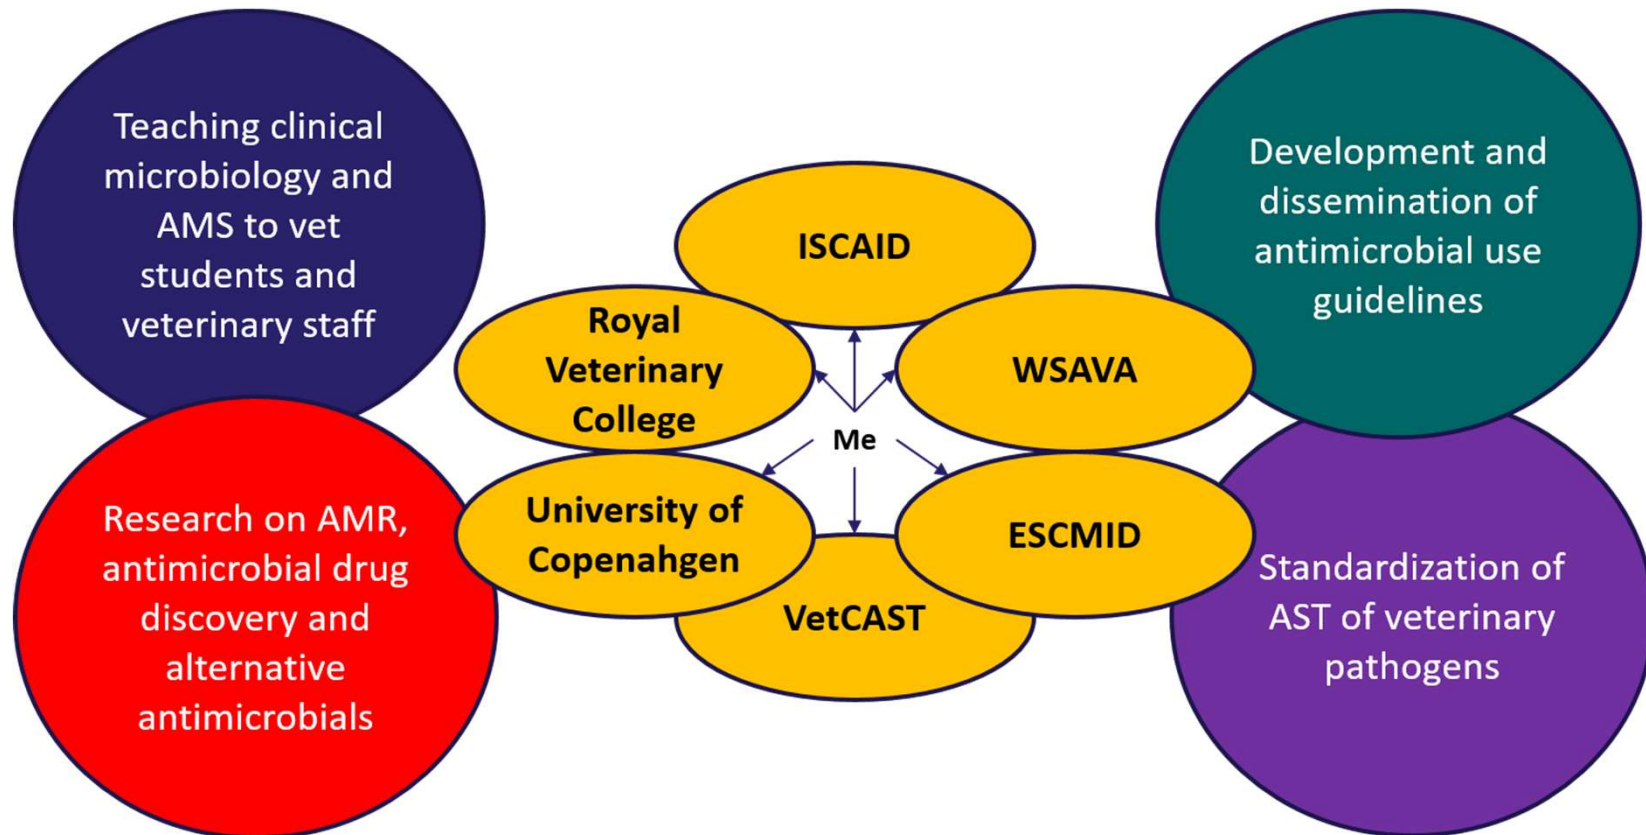 Teaching clinical
microbiology and
AMS to vet
students and
veterinary staff
Research on AMR,
antimicrobial drug
discovery and
alternative
antimicrobials
ISCAID
Royal
Veterinary
College
WSAVA
Me
University of
Copenahgen
ESCMID
VetCAST
Development and
dissemination of
antimicrobial use
guidelines
Standardization of
AST of veterinary
pathogens